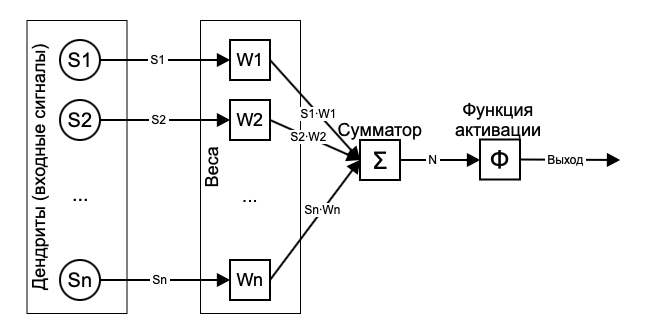 Дендриты (входные сигналы)
S1
S2
...
Sn
S1
S2
Sn
Веса
W1
W2
...
Wn
S1·W1
S2·W2
Sn·Wn
Сумматор
Σ
N
Функция
активации
Ф
Выход